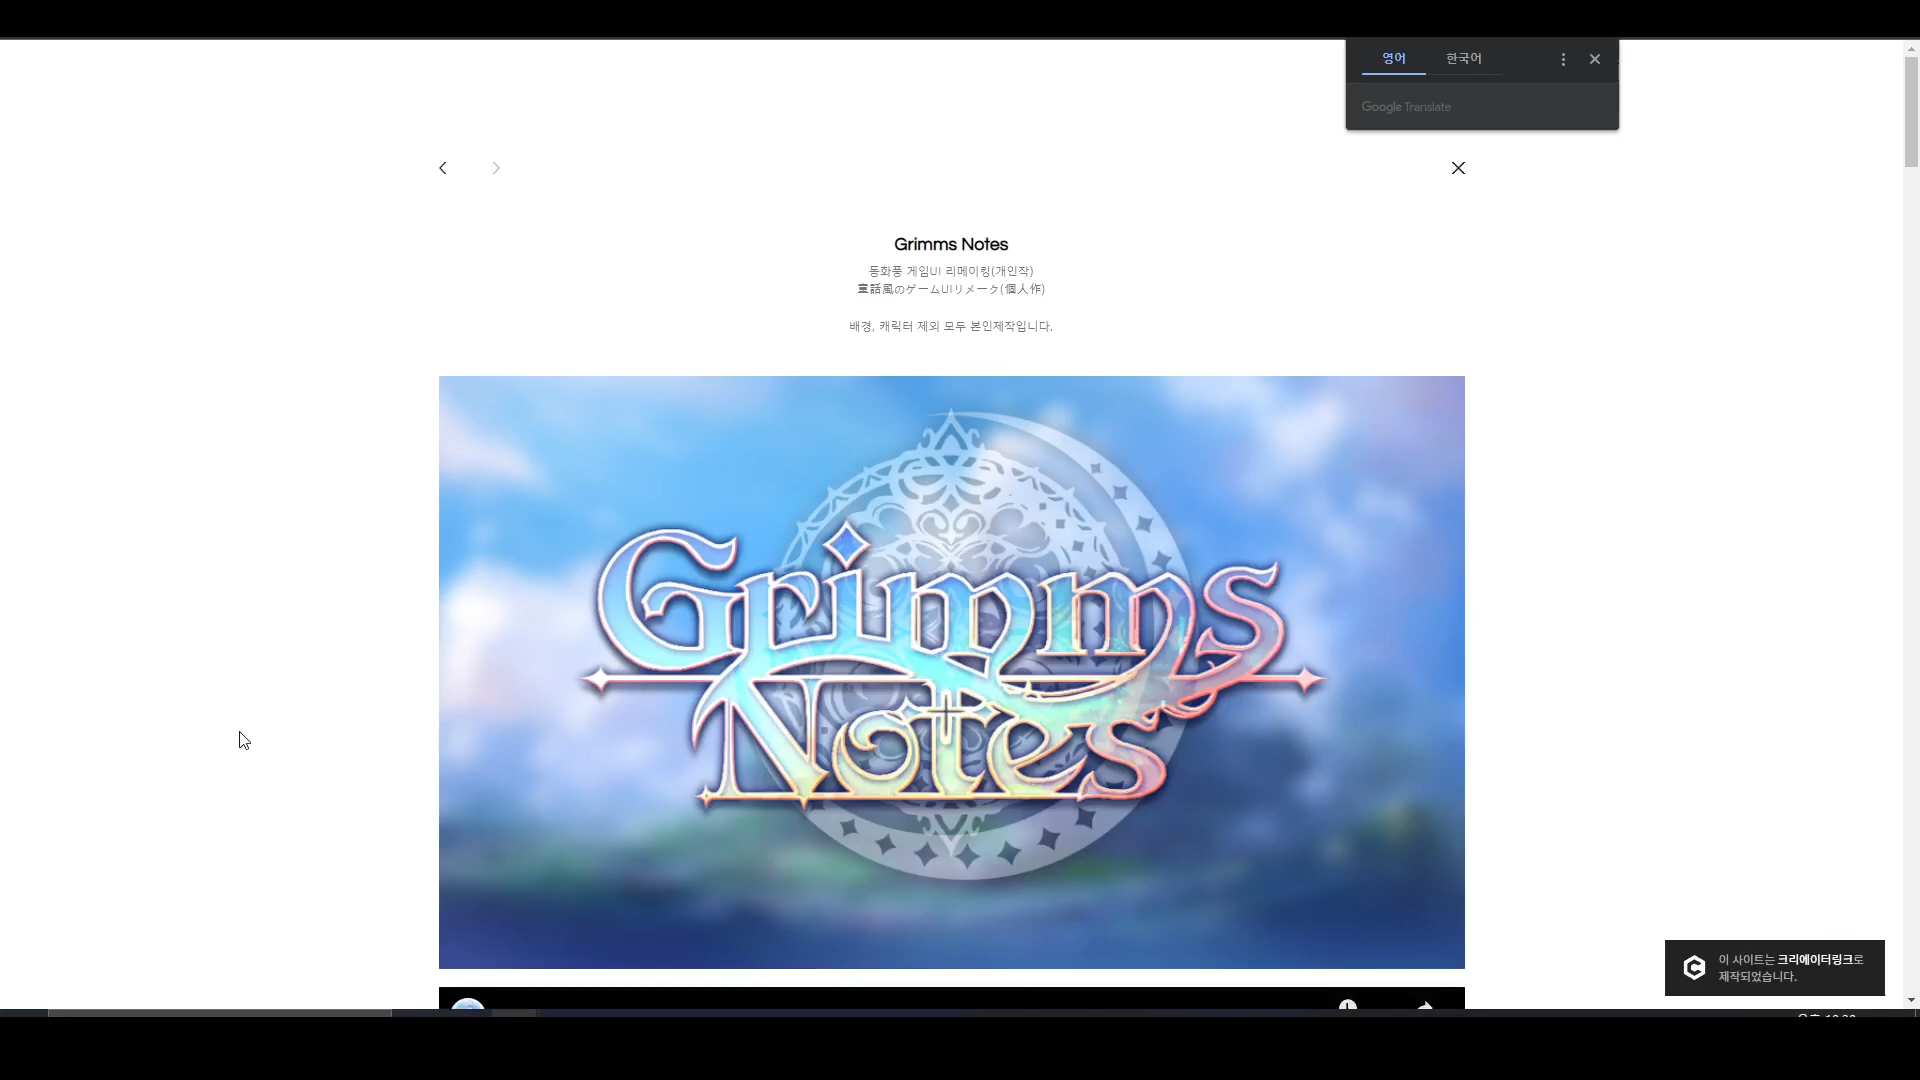 영어 한국어
Google Translate
Grimms Notes
동화풍 게임UI 리메이킹(개인작)
童話風のゲームUIリメーク(個人作)
배경, 캐릭터 제외 모두 본인제작입니다.
Grimms
Notes
이 사이트는 크리에이터링크로
제작되었습니다.